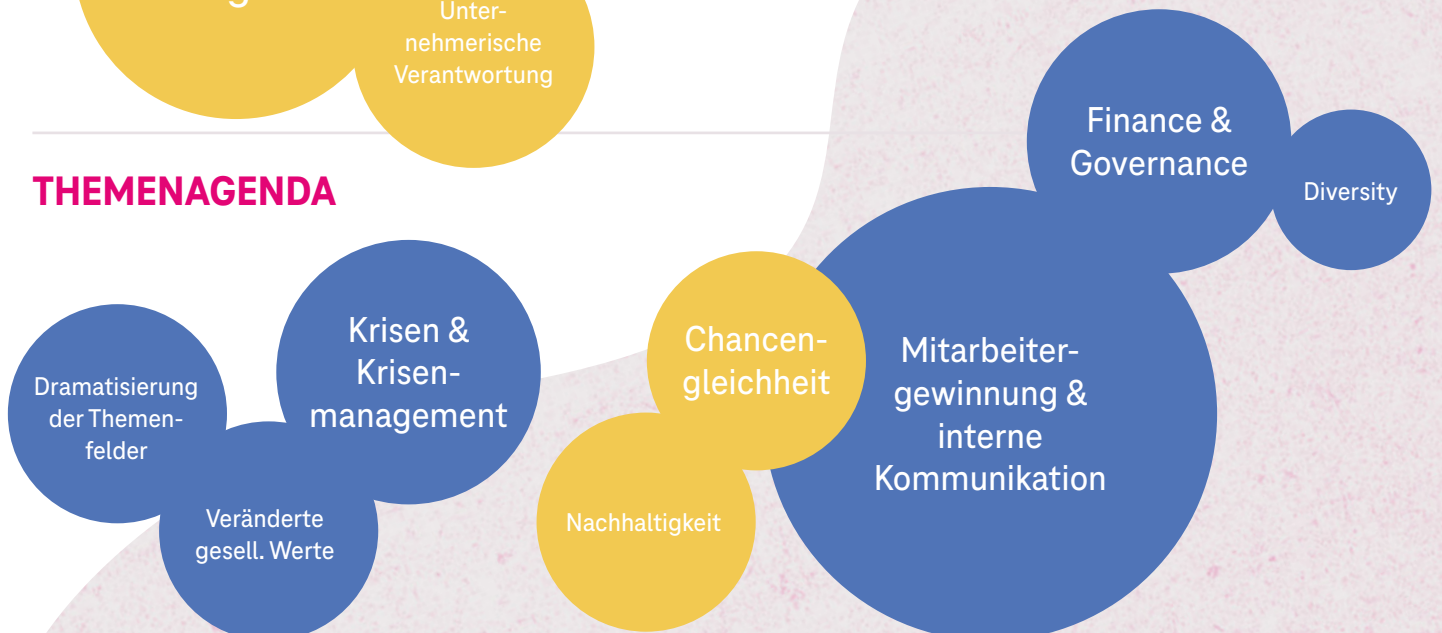 Unter-
nehmerische
Verantwortung
THEMENAGENDA
Finance &
Governance
Diversity
Krisen &
Krisen-
management
Dramatisierung
der Themen-
felder
Veränderte
gesell. Werte
Chancen-
gleichheit
Nachhaltigkeit
Mitarbeiter-
gewinnung &
interne
Kommunikation